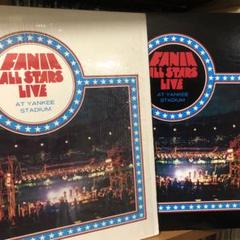 FANIA
ALL STARS
LIVE
AT YANKEE
STADIUM
FANIA
ALL STARS
LIVE
AT YANKEE
STADIUM